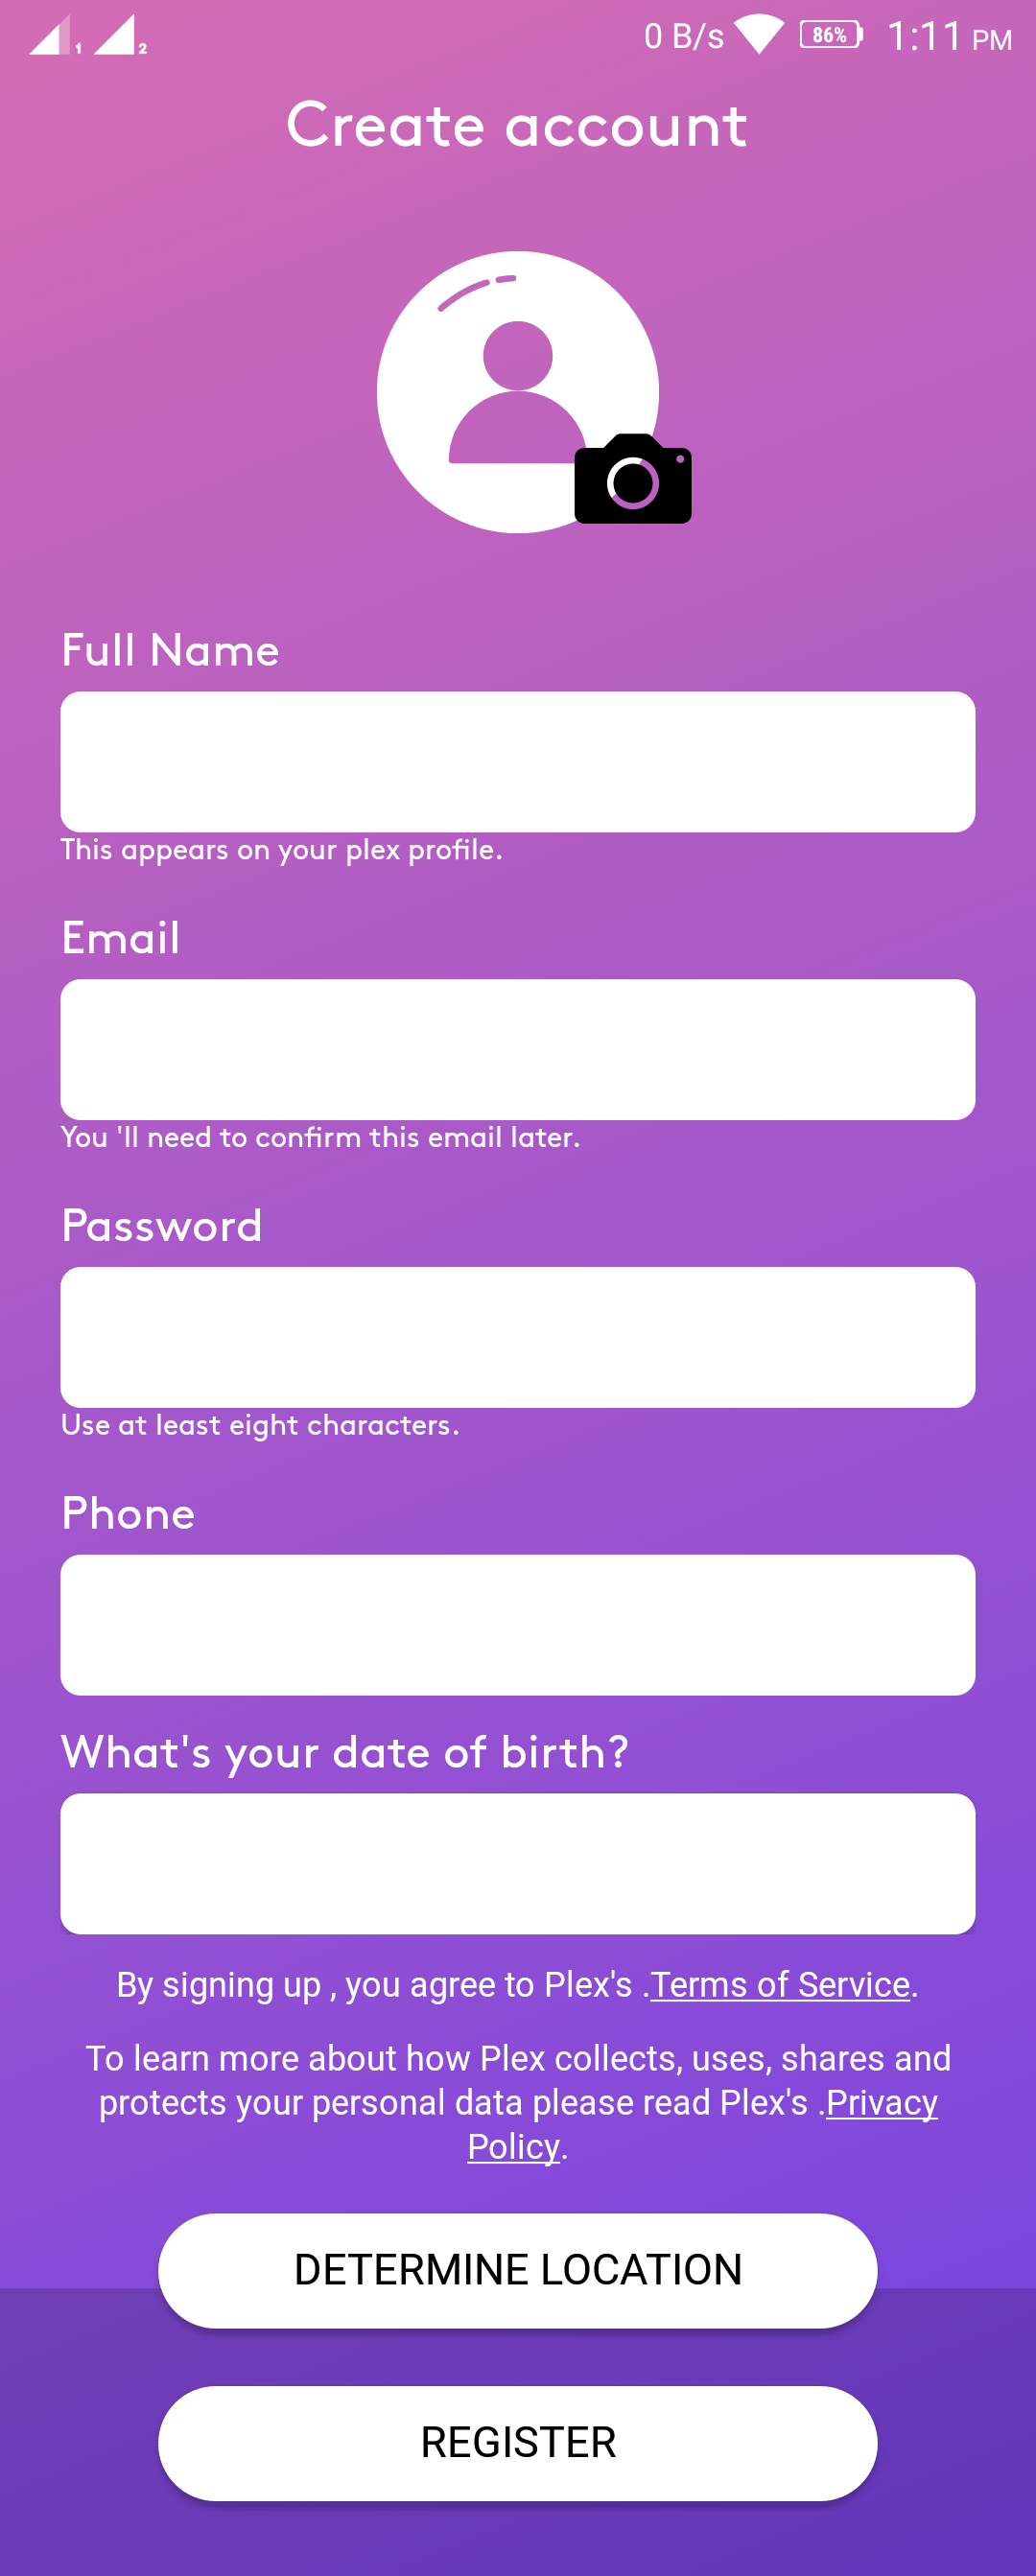 1 2 0 B/s 86% 1:11 PM
Create account
Full Name
This appears on your plex profile.
Email
You 'll need to confirm this email later.
Password
Use at least eight characters.
Phone
What's your date of birth?
By signing up , you agree to Plex's .Terms of Service.
To learn more about how Plex collects, uses, shares and
protects your personal data please read Plex's .Privacy
Policy.
DETERMINE LOCATION
REGISTER